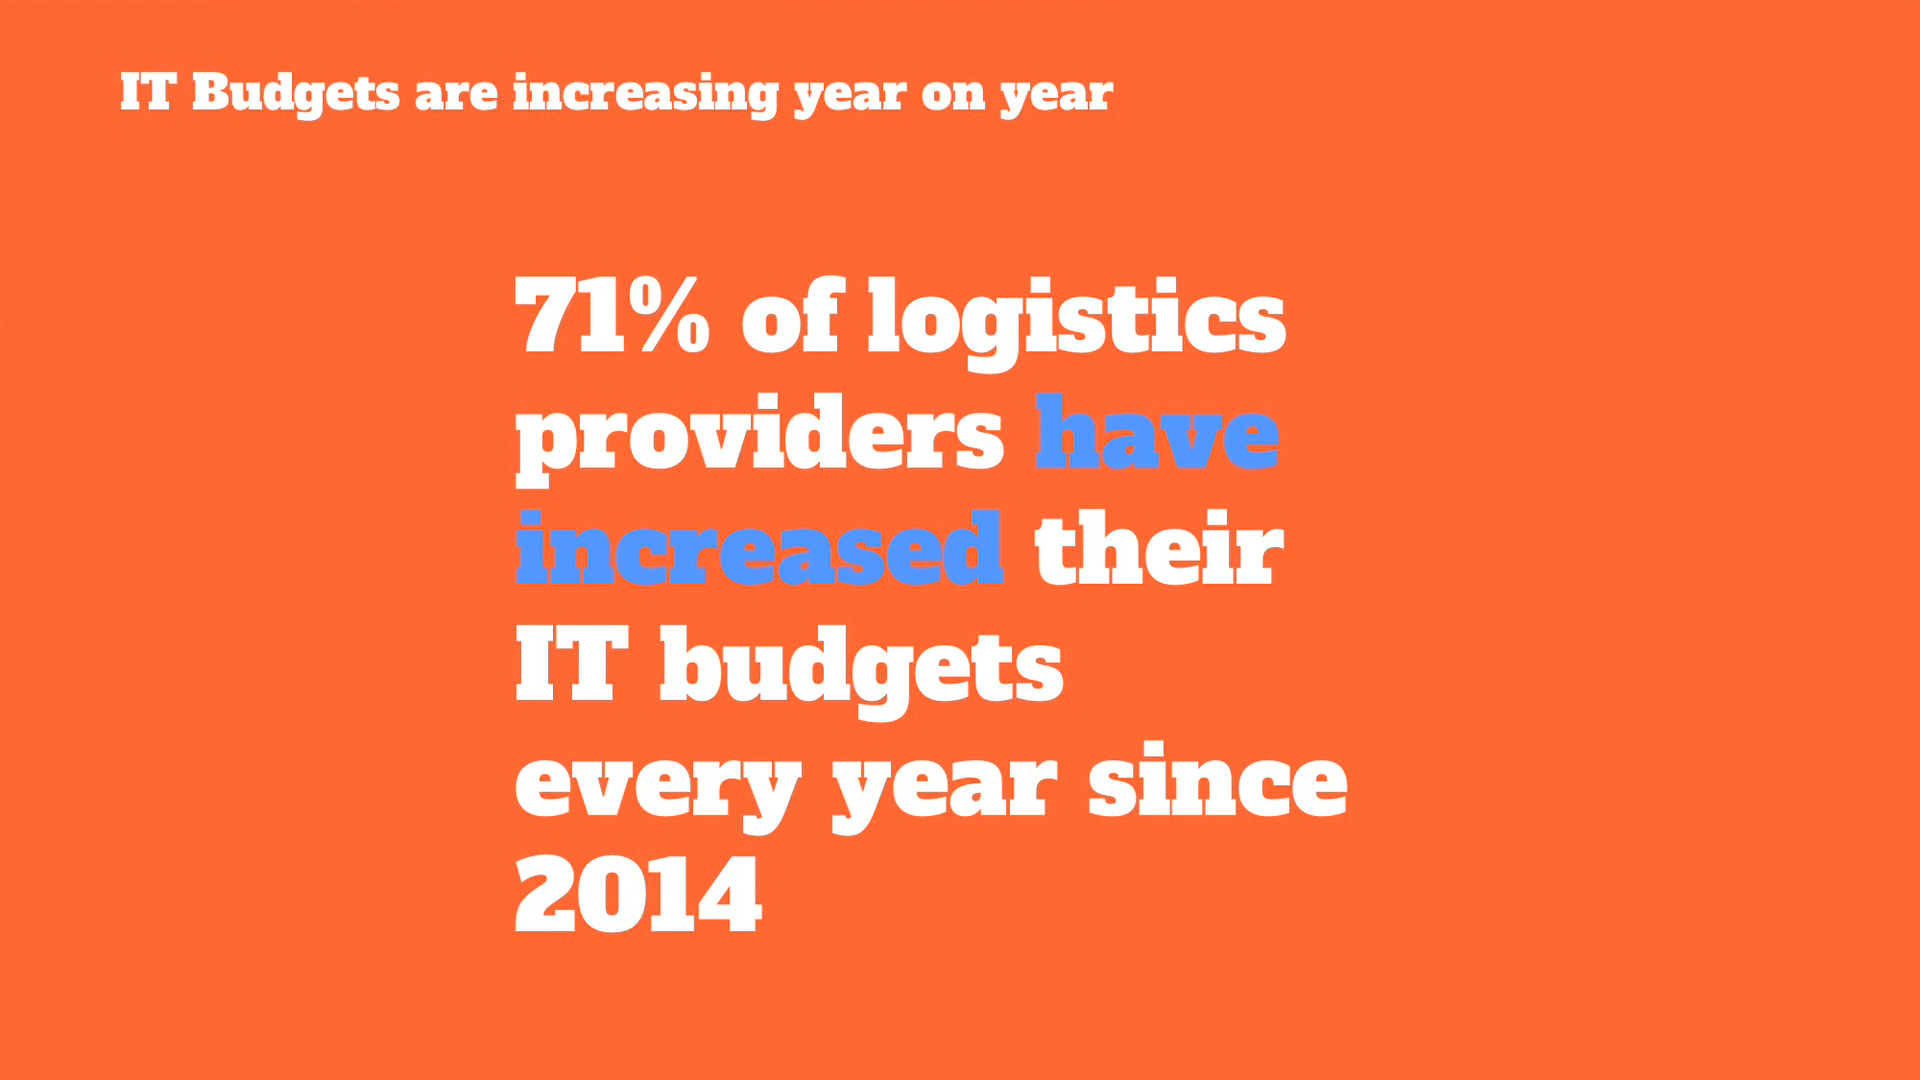 IT Budgets are increasing year on year
71% of logistics
providers have
increased their
IT budgets
every year since
2014